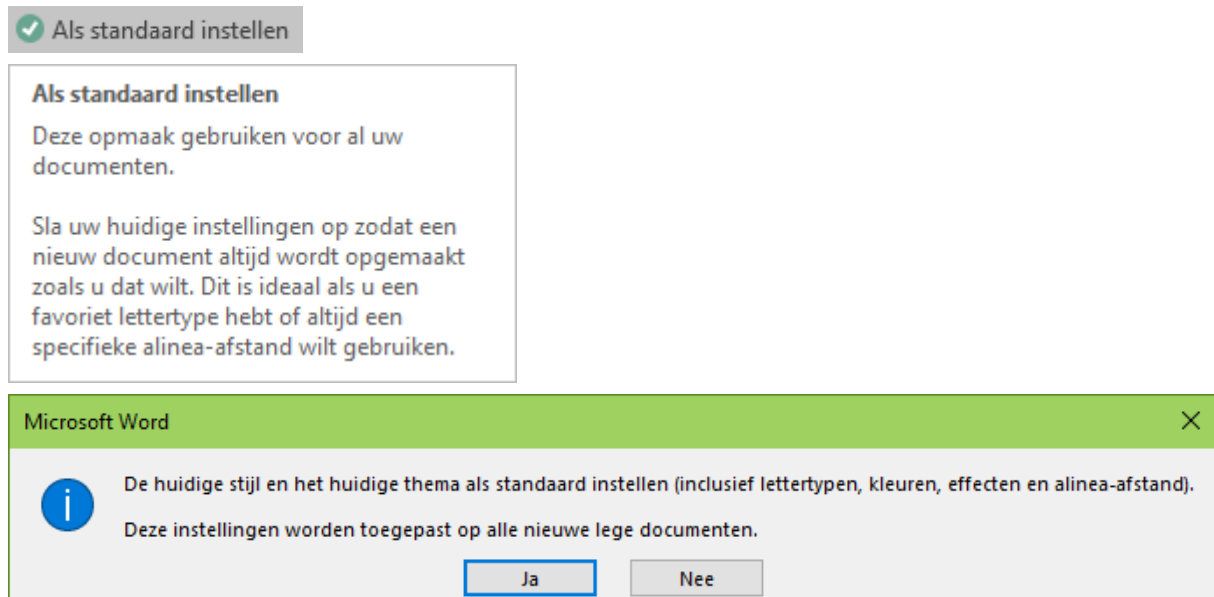 Als standaard instellen
Als standaard instellen
Deze opmaak gebruiken voor al uw
documenten.
Sla uw huidige instellingen op zodat een
nieuw document altijd wordt opgemaakt
zoals u dat wilt. Dit is ideaal als u een
favoriet lettertype hebt of altijd een
specifieke alinea-afstand wilt gebruiken.
Microsoft Word
De huidige stijl en het huidige thema als standaard instellen (inclusief lettertypen, kleuren, effecten en alinea-afstand).
Deze instellingen worden toegepast op alle nieuwe lege documenten.
Ja Nee